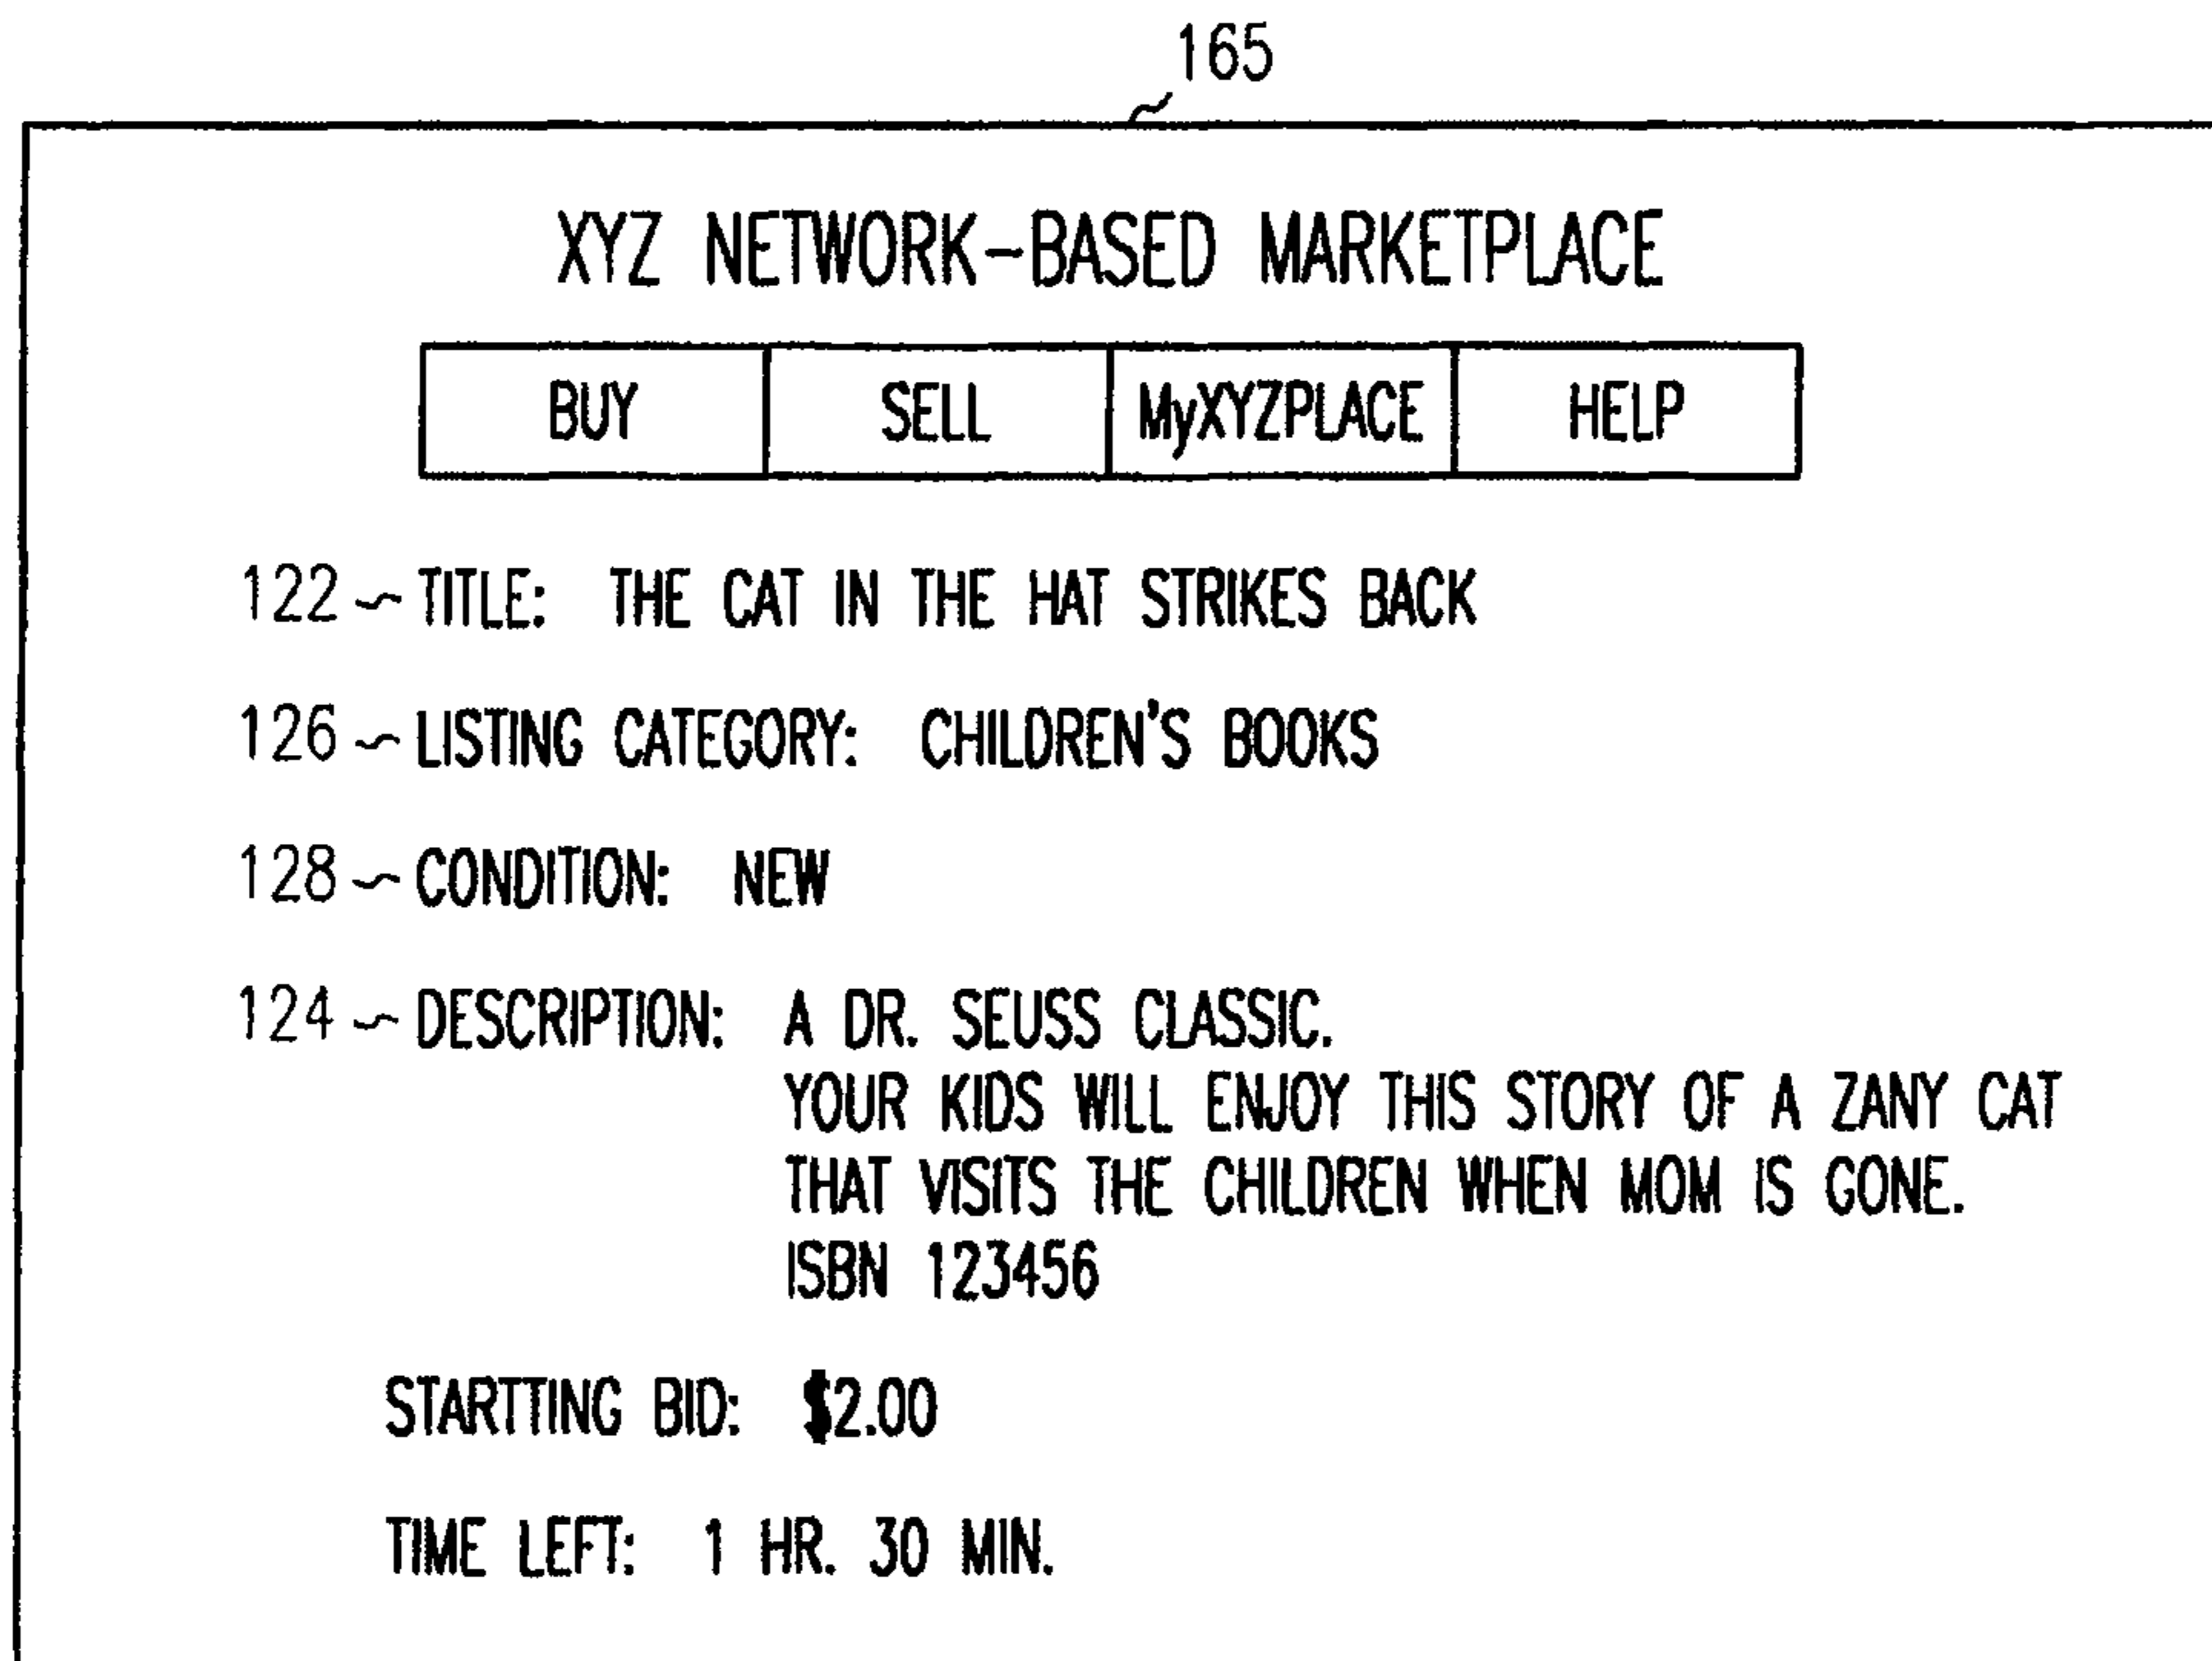 165
XYZ NETWORK-BASED MARKETPLACE
BUY SELL MyXYZPLACE HELP
122 TITLE: THE CAT IN THE HAT STRIKES BACK
126 LISTING CATEGORY: CHILDREN'S BOOKS
128 CONDITION: NEW
124 DESCRIPTION: A DR. SEUSS CLASSIC.
YOUR KIDS WILL ENJOY THIS STORY OF A ZANY CAT
THAT VISITS THE CHILDREN WHEN MOM IS GONE.
ISBN 123456
STARTTING BID: $2.00
TIME LEFT: 1 HR. 30 MIN.